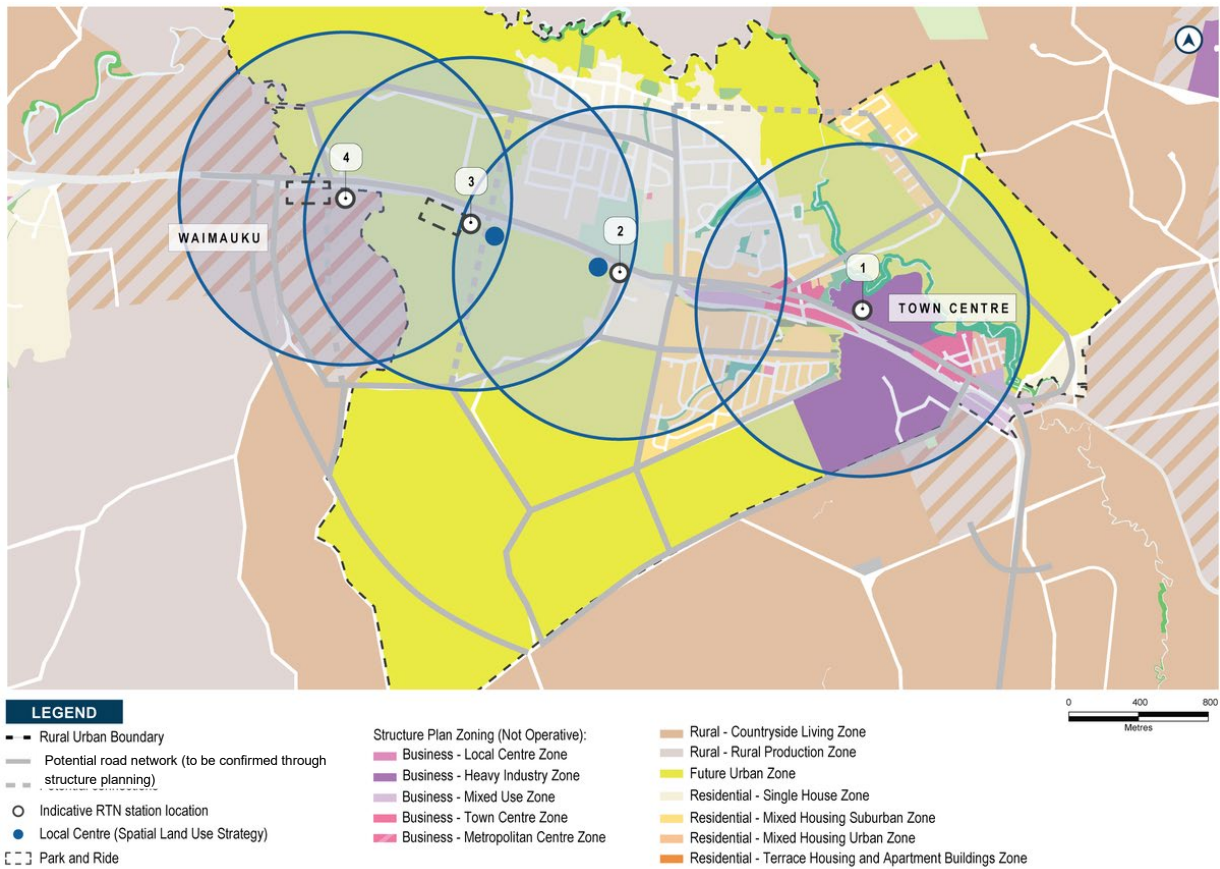 4
3
WAIMAUKU
2
1
TOWN CENTRE
0 400 800
Metres
LEGEND
Rural Urban Boundary
Potential road network (to be confirmed through
structure planning)
Indicative RTN station location
Local Centre (Spatial Land Use Strategy)
Park and Ride
Structure Plan Zoning (Not Operative):
Business - Local Centre Zone
Business - Heavy Industry Zone
Business - Mixed Use Zone
Business - Town Centre Zone
Business - Metropolitan Centre Zone
Rural - Countryside Living Zone
Rural - Rural Production Zone
Future Urban Zone
Residential - Single House Zone
Residential - Mixed Housing Suburban Zone
Residential - Mixed Housing Urban Zone
Residential - Terrace Housing and Apartment Buildings Zone